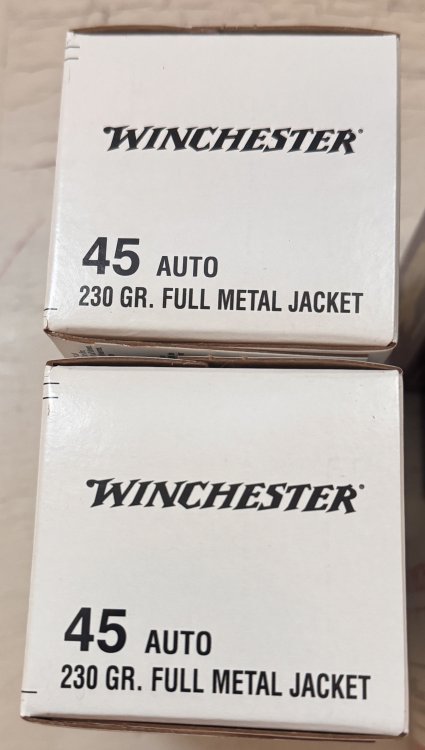 WINCHESTER
45 AUTO
230 GR. FULL METAL JACKET
WINCHESTER
45 AUTO
230 GR. FULL METAL JACKET